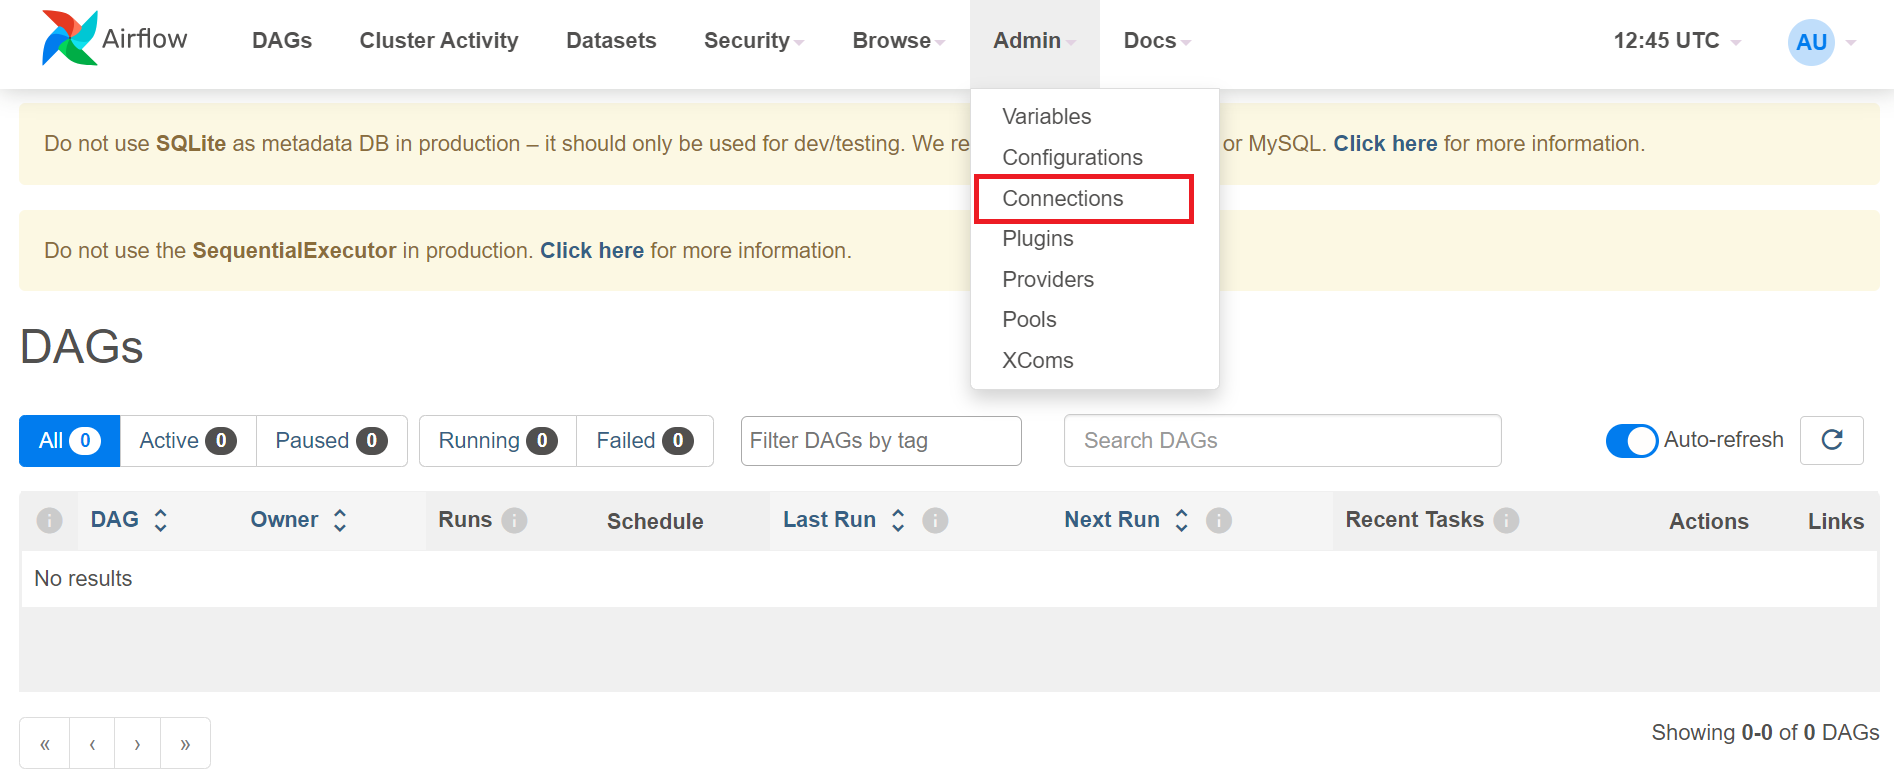 Airflow DAGs Cluster Activity Datasets Security Browse Admin Docs 12:45 UTC AU
Variables
Configurations
Connections
Plugins
Providers
Pools
XComs
Do not use SQLite as metadata DB in production – it should only be used for dev/testing. We re or MySQL. Click here for more information.
Do not use the SequentialExecutor in production. Click here for more information.
DAGs
All 0 Active 0 Paused 0 Running 0 Failed 0 Filter DAGs by tag Search DAGs Auto-refresh
i DAG Owner Runs i Schedule Last Run i Next Run i Recent Tasks i Actions Links
No results
« ‹ › »
Showing 0-0 of 0 DAGs